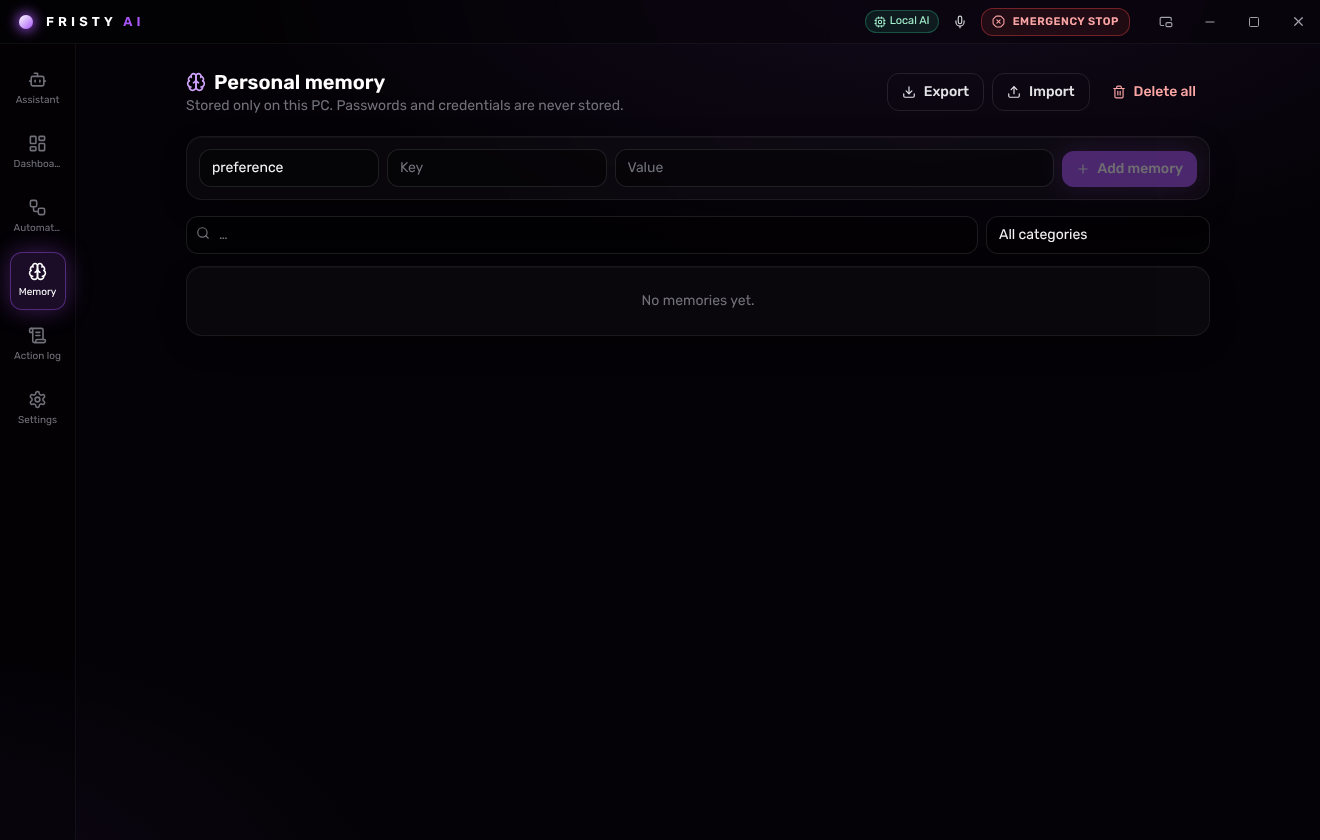 FRISTY AI
Local AI
EMERGENCY STOP
Assistant
Dashboa…
Automat…
Memory
Action log
Settings
Personal memory
Stored only on this PC. Passwords and credentials are never stored.
Export
Import
Delete all
preference
Key
Value
+ Add memory
…
All categories
No memories yet.